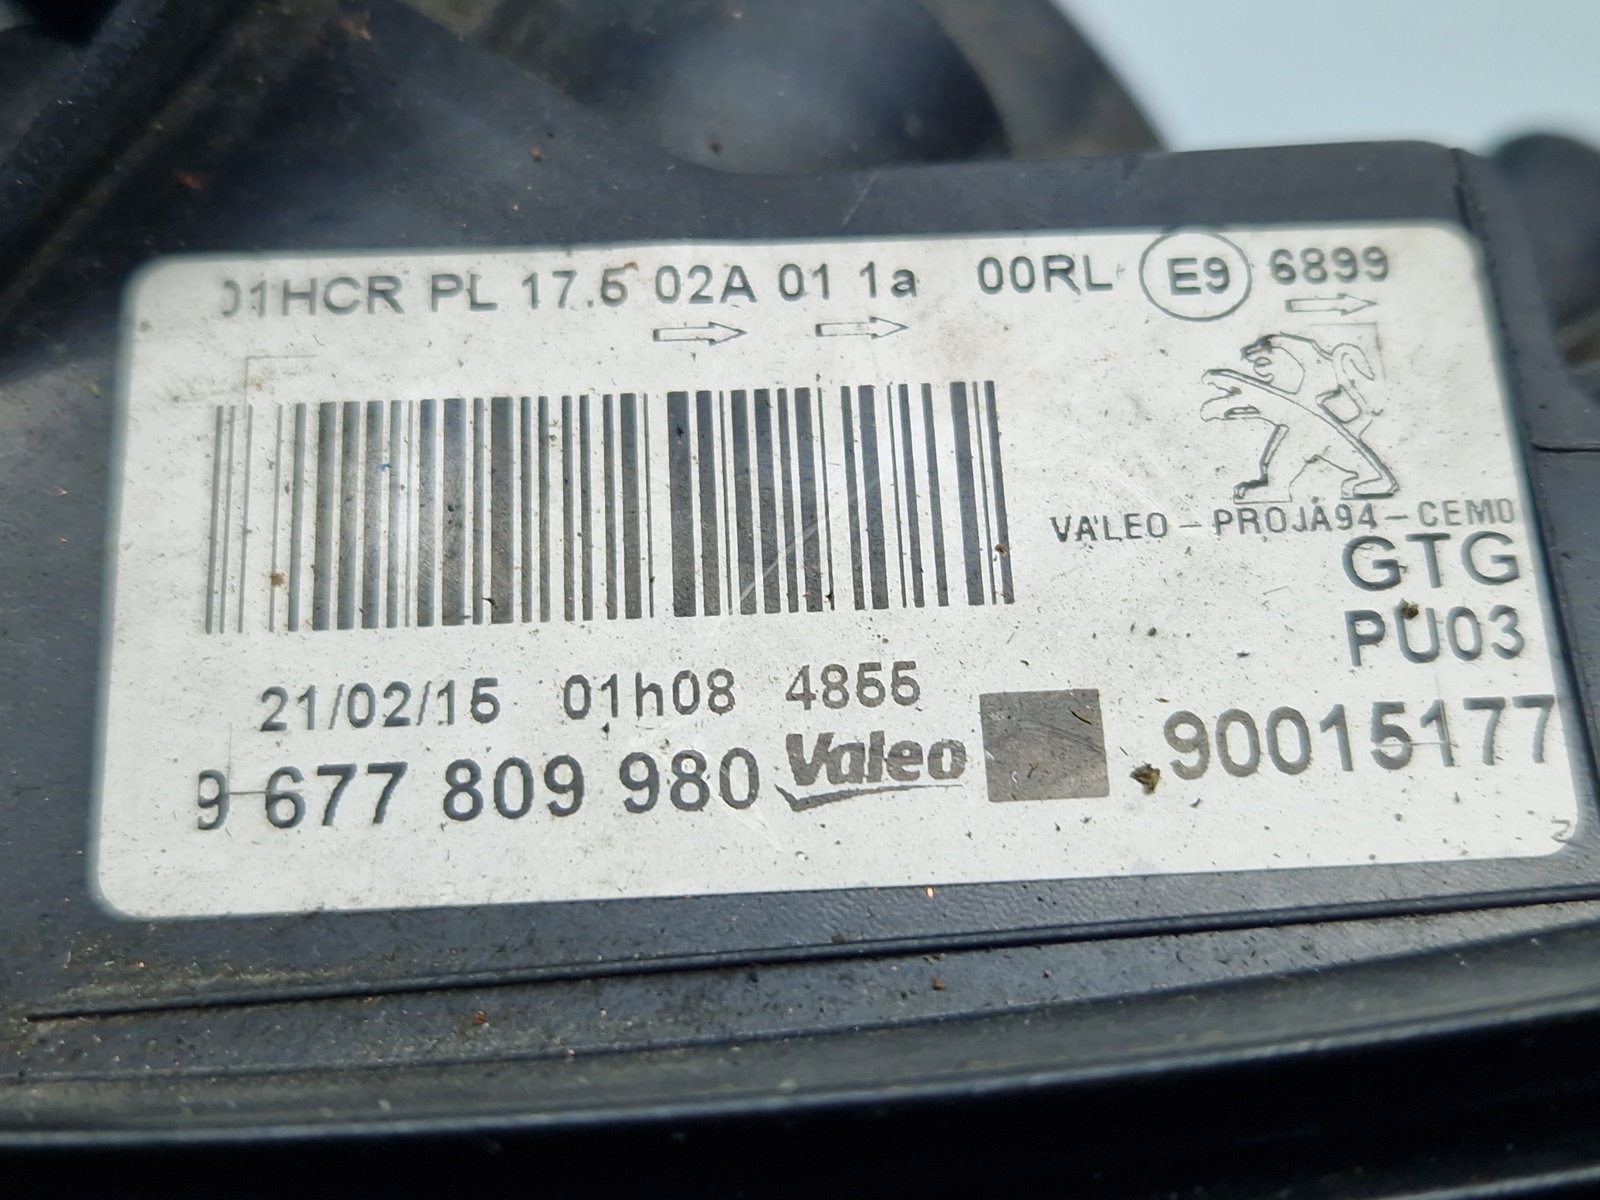 01HCR PL 17.5 02A 01 1a 00RL E9 6899
VALEO - PROJA94 - CEMO
GTG
PU03
21/02/15 01h08 4855
9 677 809 980 Valeo 90015177